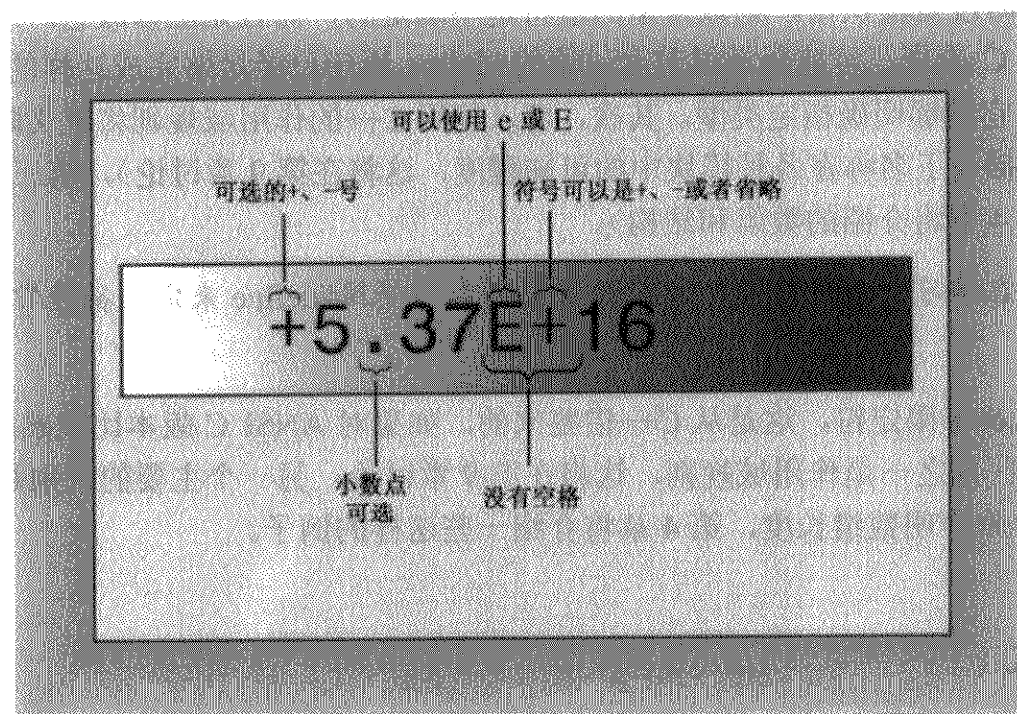 可以使用 e 或 E
可选的+、-号
符号可以是+、-或者省略
+5.37E+16
小数点
可选
没有空格